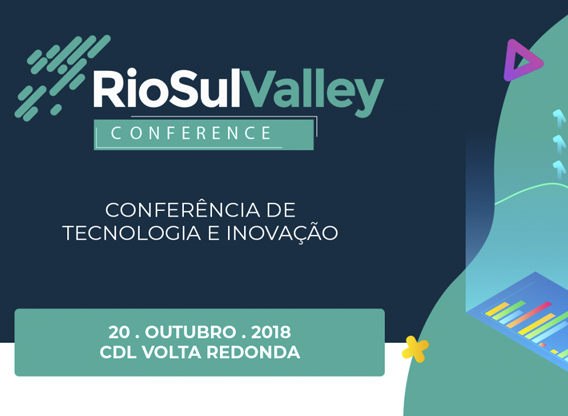 RioSulValley
CONFERENCE
CONFERÊNCIA DE
TECNOLOGIA E INOVAÇÃO
20 . OUTUBRO . 2018
CDL VOLTA REDONDA